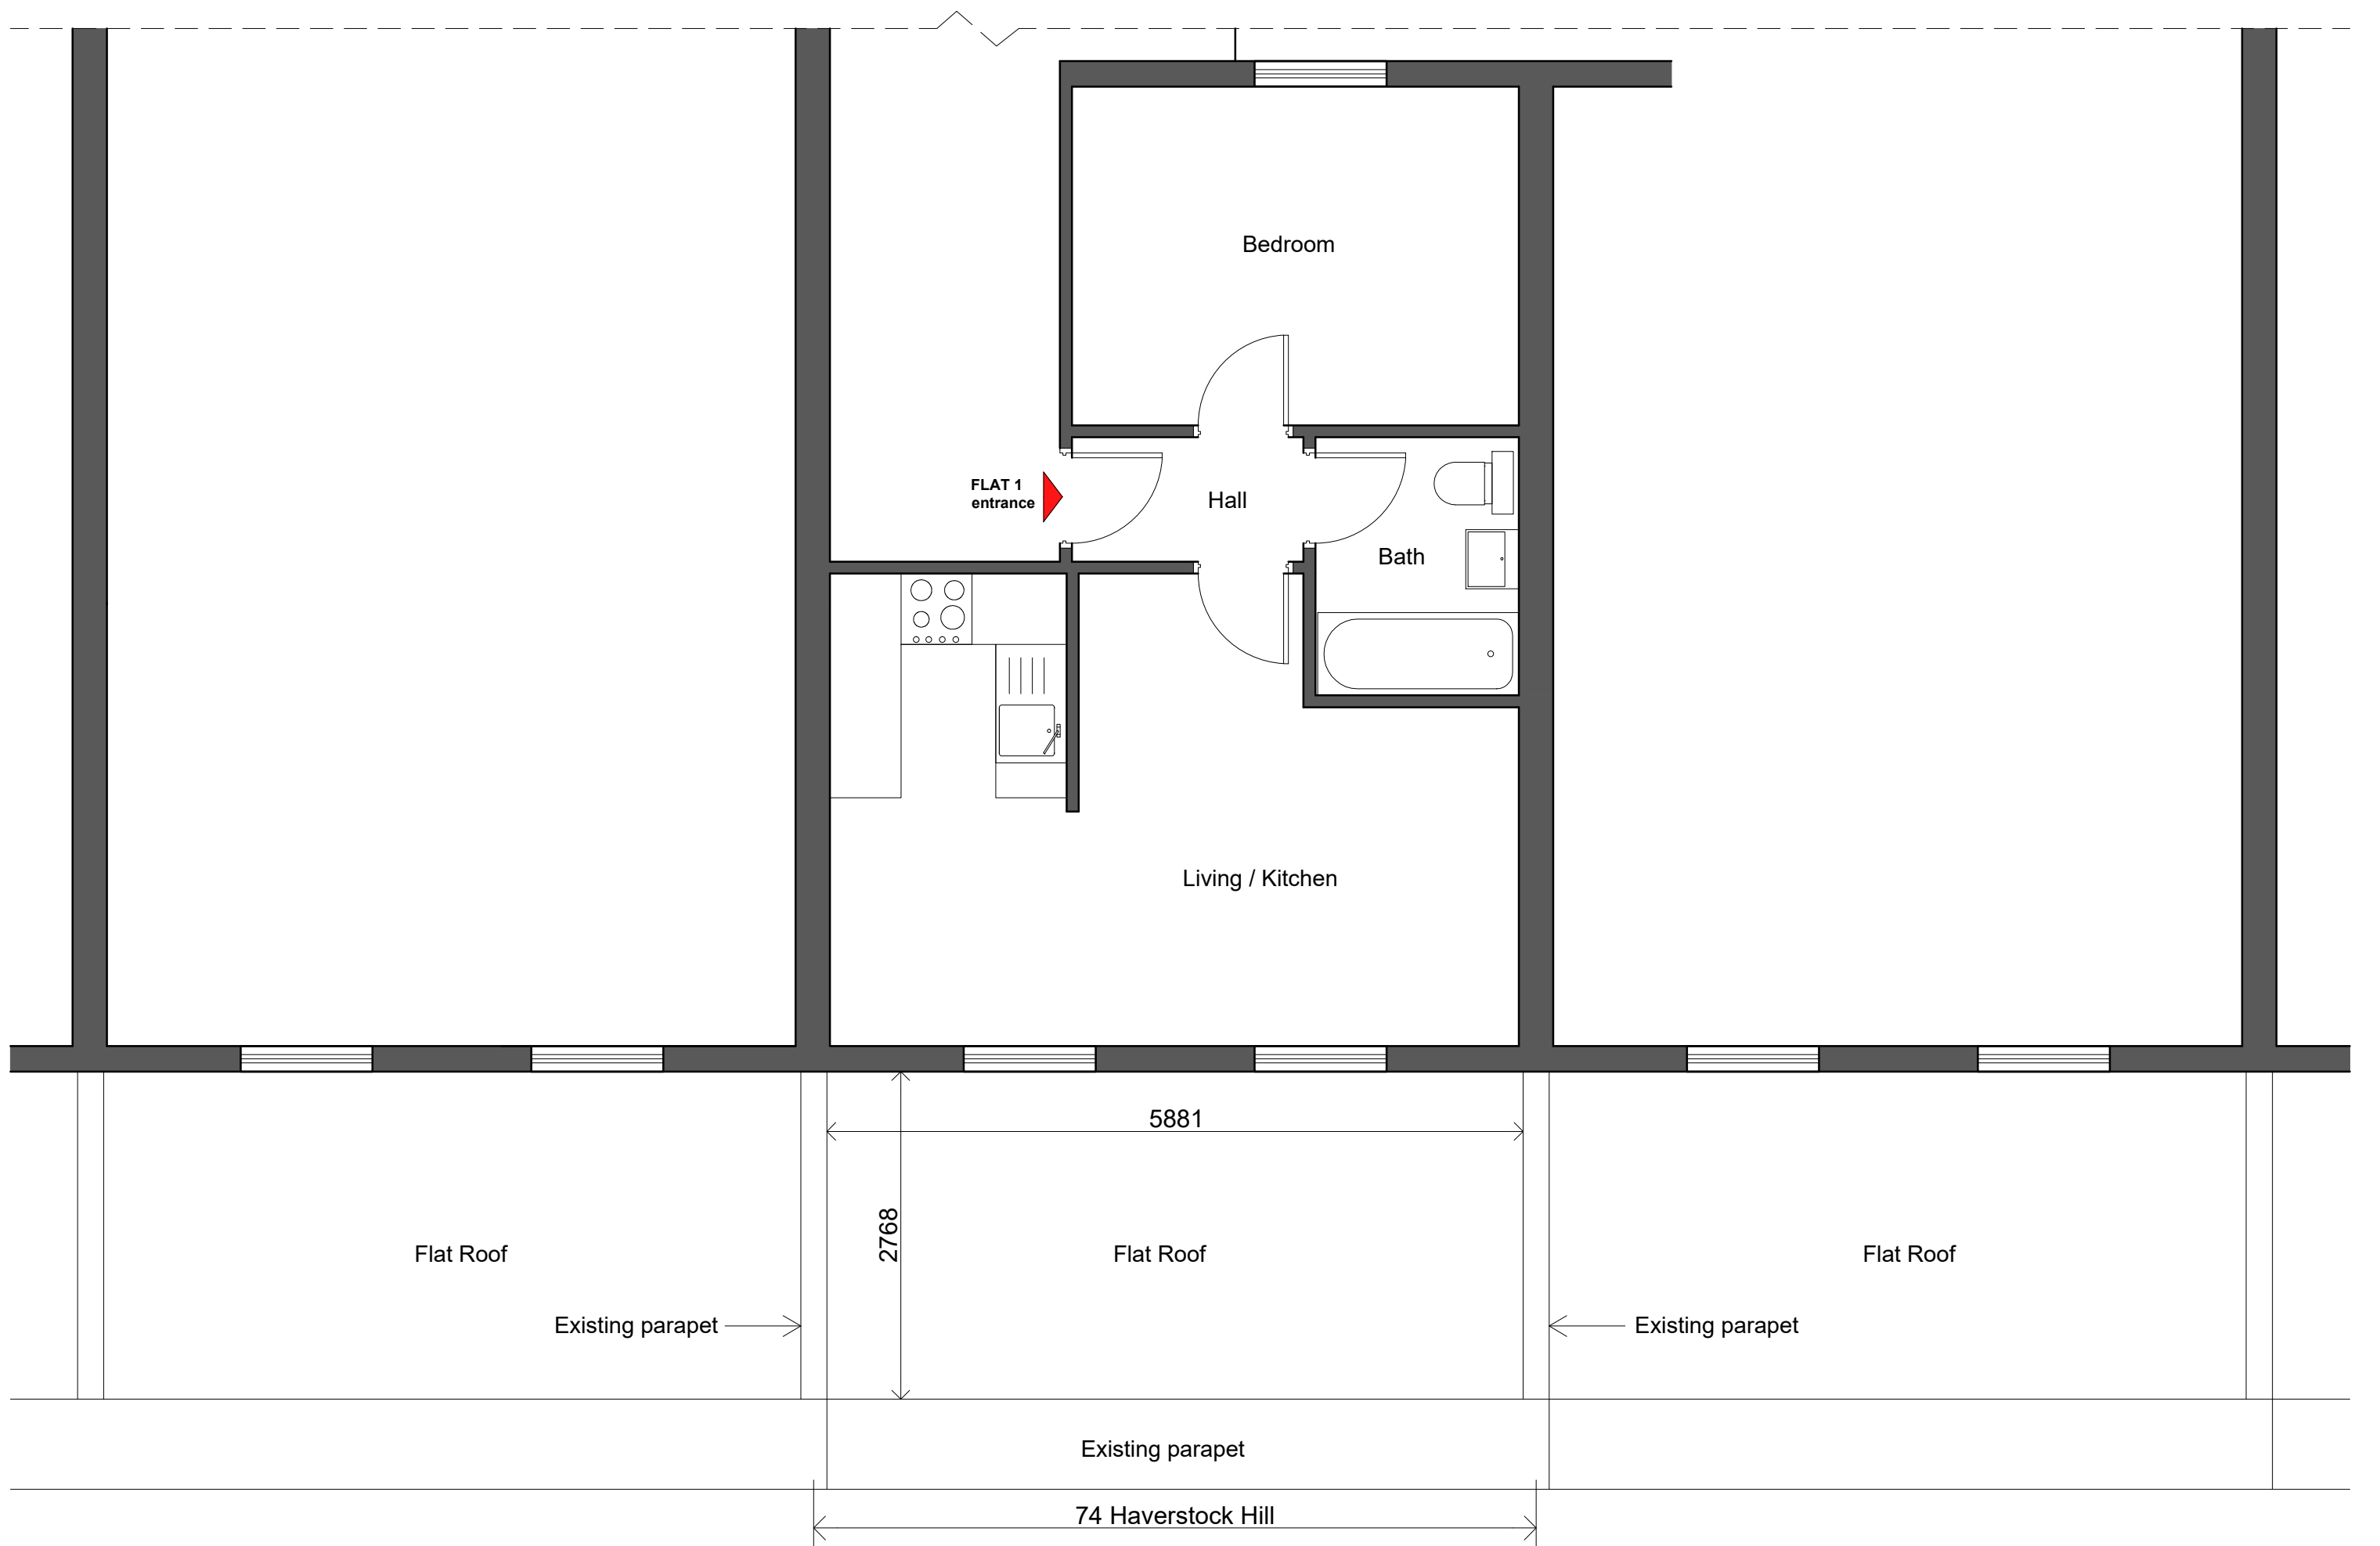 Bedroom
FLAT 1
entrance
Hall
Bath
Living / Kitchen
5881
2768
Flat Roof
Flat Roof
Flat Roof
Existing parapet
Existing parapet
Existing parapet
74 Haverstock Hill